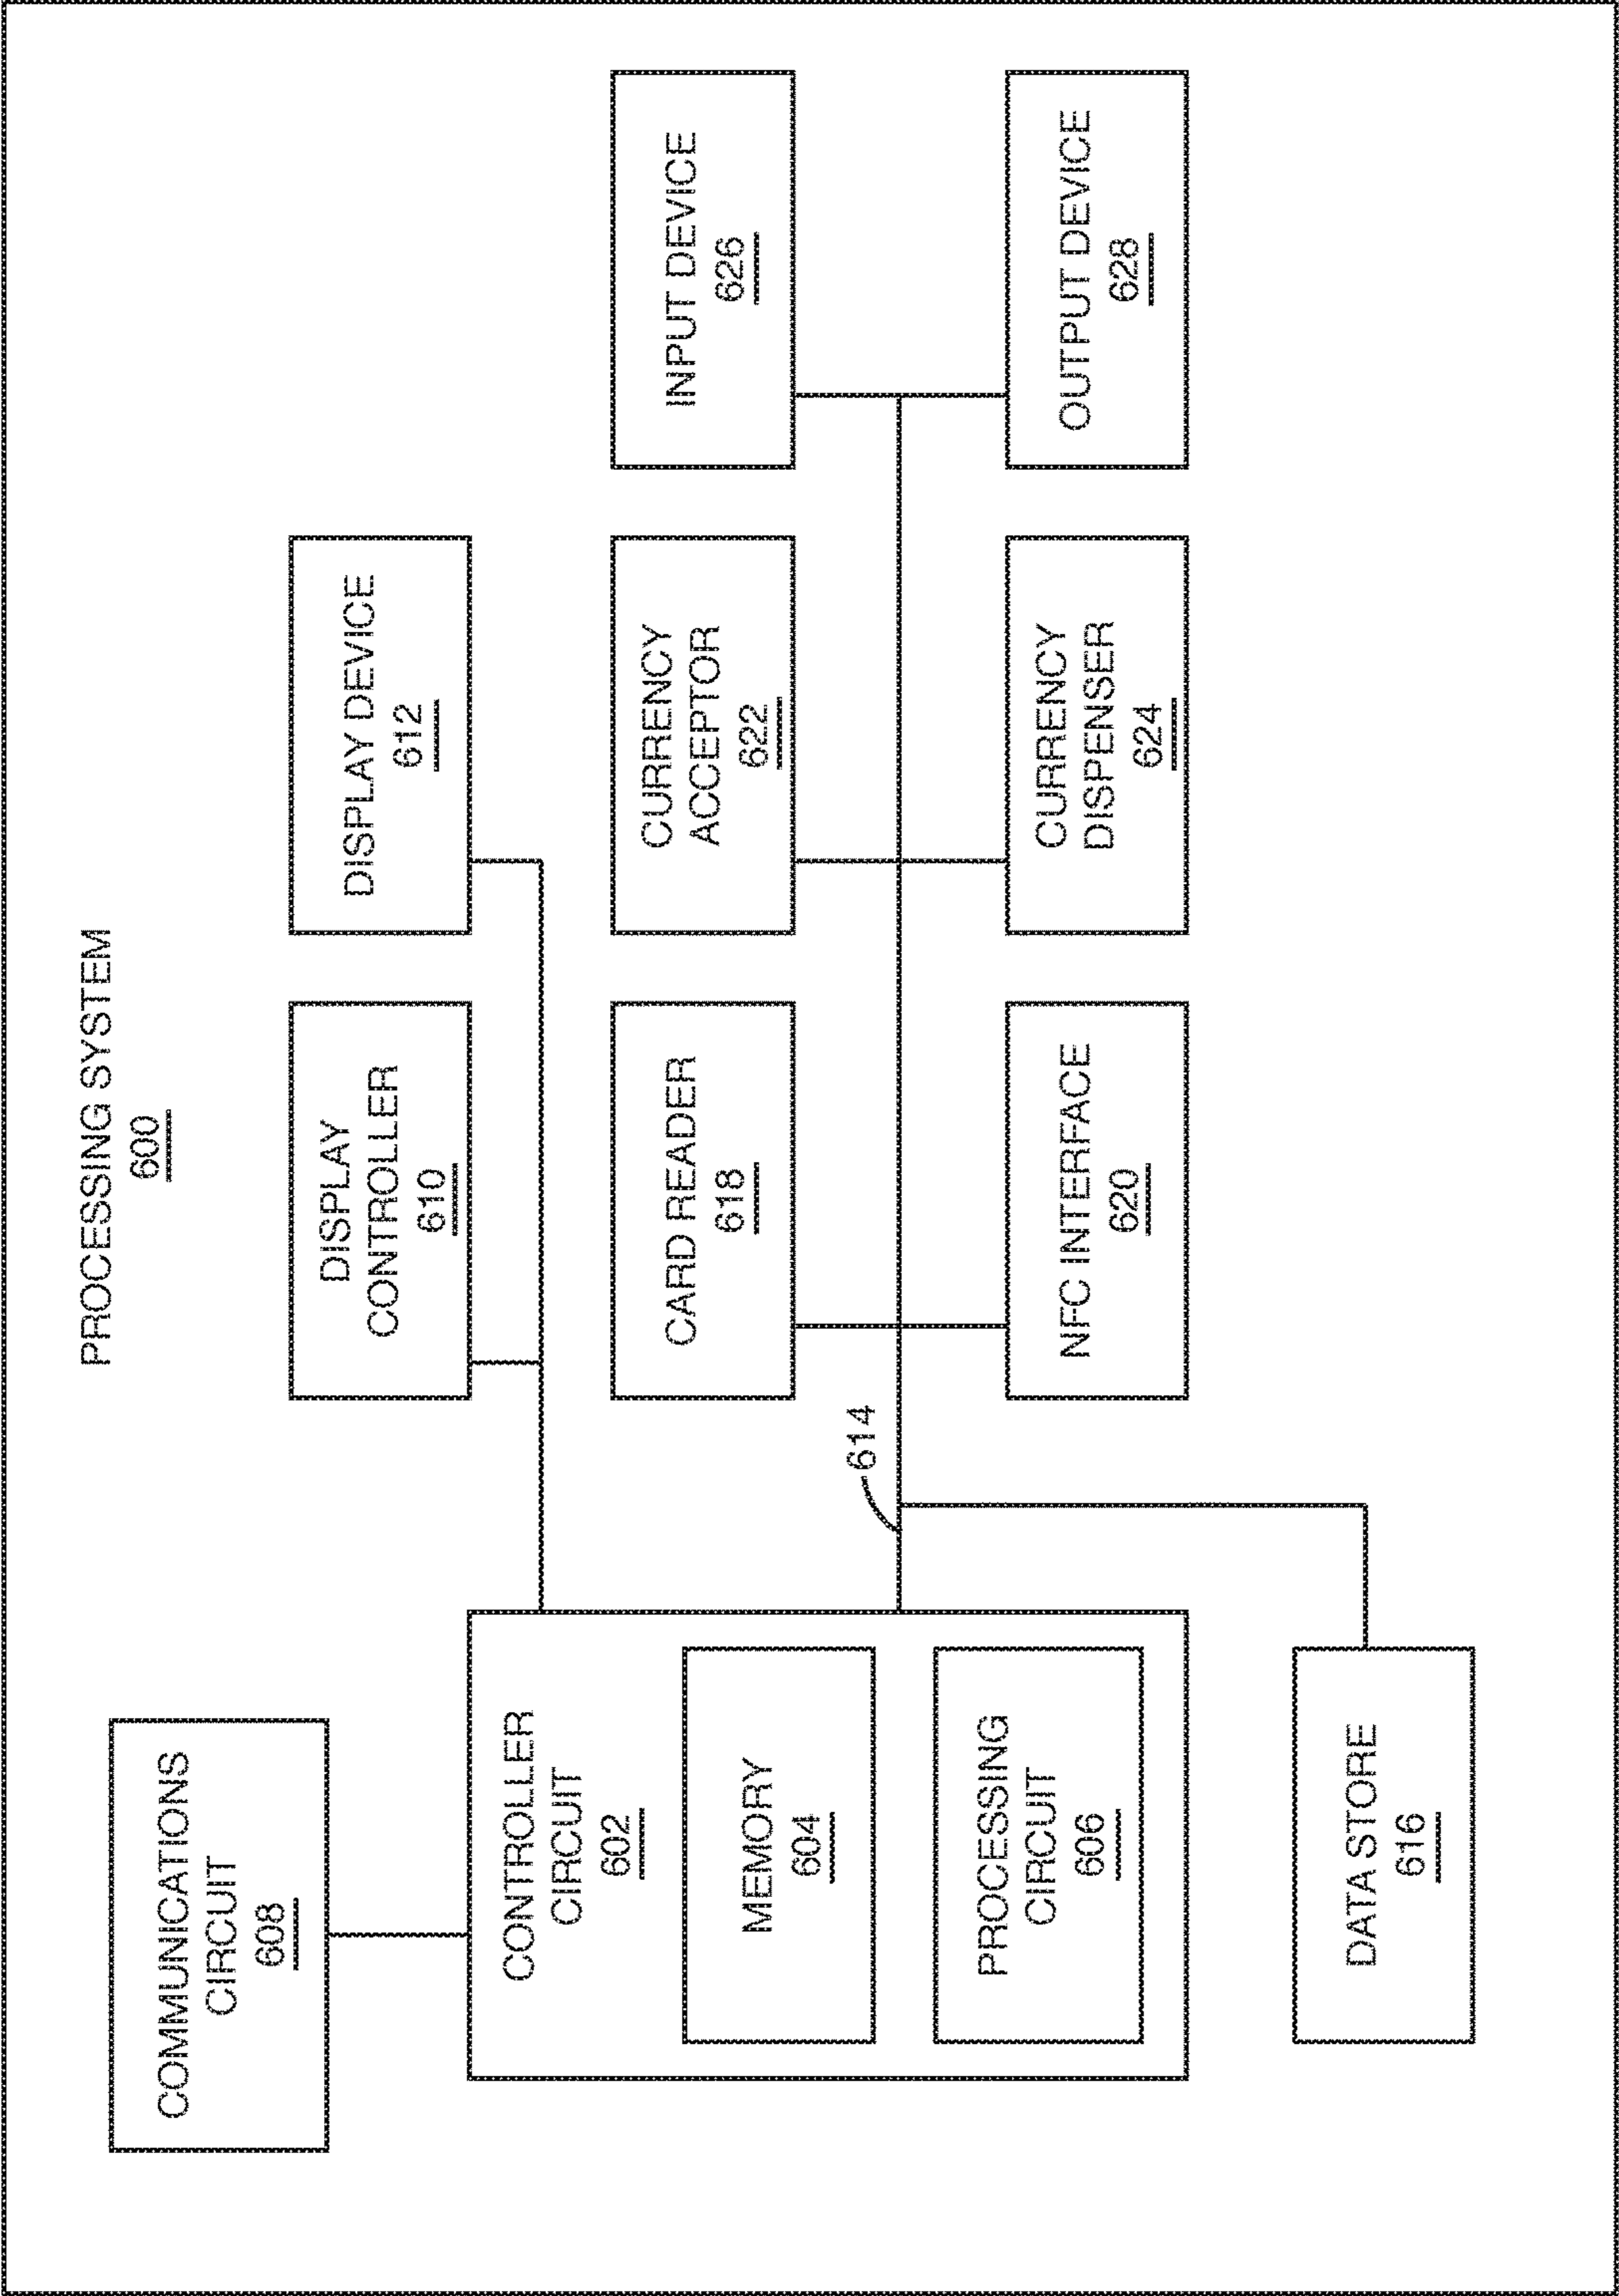 PROCESSING SYSTEM
600
COMMUNICATIONS
CIRCUIT
608
DISPLAY
CONTROLLER
610
DISPLAY DEVICE
612
CONTROLLER
CIRCUIT
602
MEMORY
604
PROCESSING
CIRCUIT
606
614
CARD READER
618
CURRENCY
ACCEPTOR
622
INPUT DEVICE
626
NFC INTERFACE
620
CURRENCY
DISPENSER
624
OUTPUT DEVICE
628
DATA STORE
616